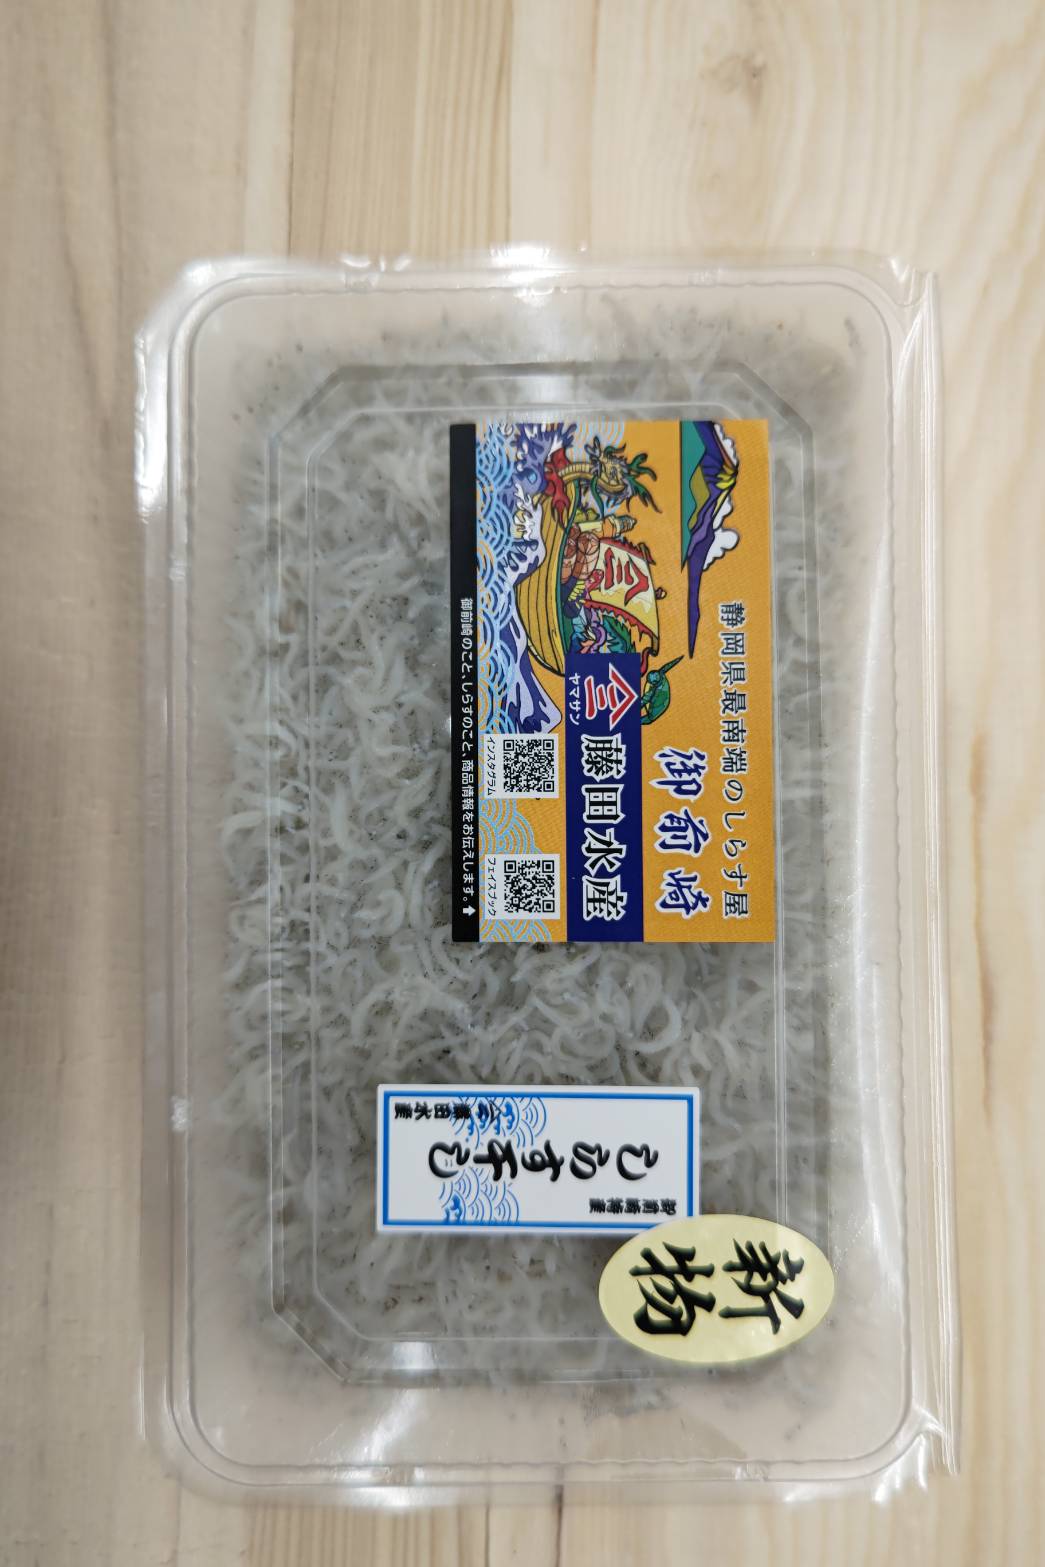 静岡県最南端のしらす屋
御前崎
ヤマサン
藤田水産
インスタグラム
フェイスブック
御前崎のこと、しらすのこと、商品情報をお伝えします。
御前崎特産
しらす干し
藤田水産
新物